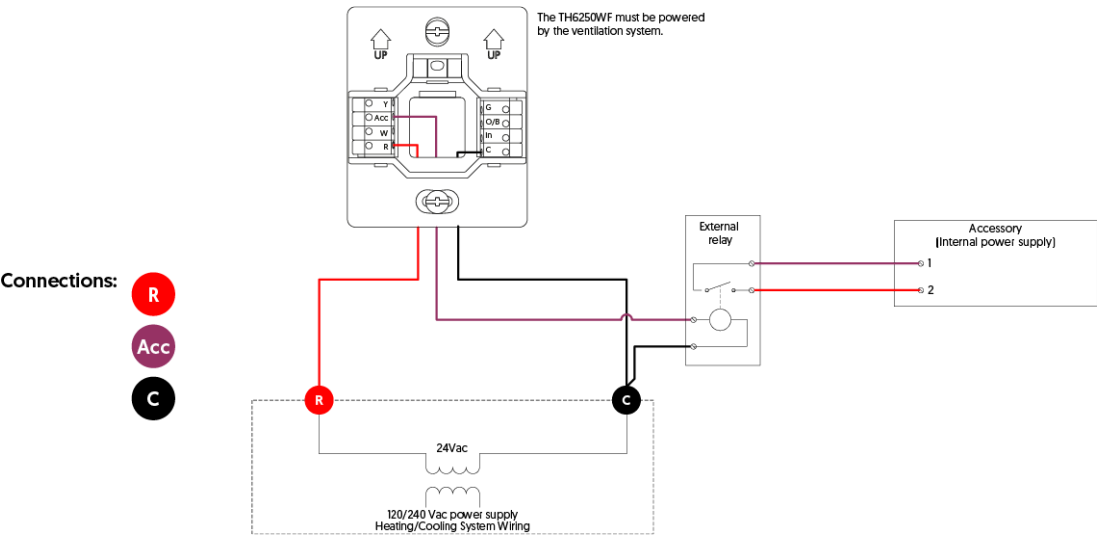 The TH6250WF must be powered
by the ventilation system.
UP
UP
Y
Acc
W
R
G
O/B
In
C
External
relay
Accessory
(Internal power supply)
1
2
Connections:
R
Acc
C
R
C
24Vac
120/240 Vac power supply
Heating/Cooling System Wiring